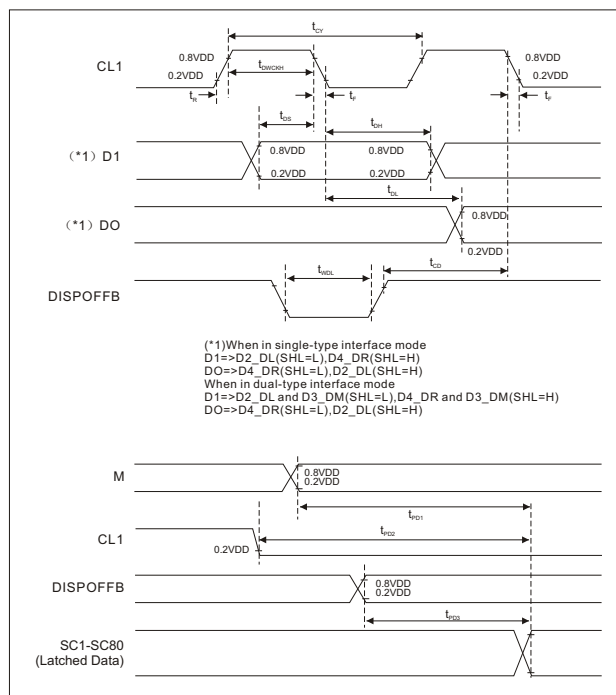 tCY
0.8VDD
0.8VDD
CL1
tDWCKH
0.2VDD
0.2VDD
tR
tF
tF
tDS
tDH
0.8VDD
0.8VDD
(*1) D1
0.2VDD
0.2VDD
tDL
0.8VDD
(*1) DO
0.2VDD
tCD
tWDL
DISPOFFB
(*1)When in single-type interface mode
D1=>D2_DL(SHL=L),D4_DR(SHL=H)
DO=>D4_DR(SHL=L),D2_DL(SHL=H)
When in dual-type interface mode
D1=>D2_DL and D3_DM(SHL=L),D4_DR and D3_DM(SHL=H)
DO=>D4_DR(SHL=L),D2_DL(SHL=H)
M
0.8VDD
0.2VDD
tPD1
CL1
tPD2
0.2VDD
DISPOFFB
0.8VDD
0.2VDD
tPD3
SC1-SC80
(Latched Data)